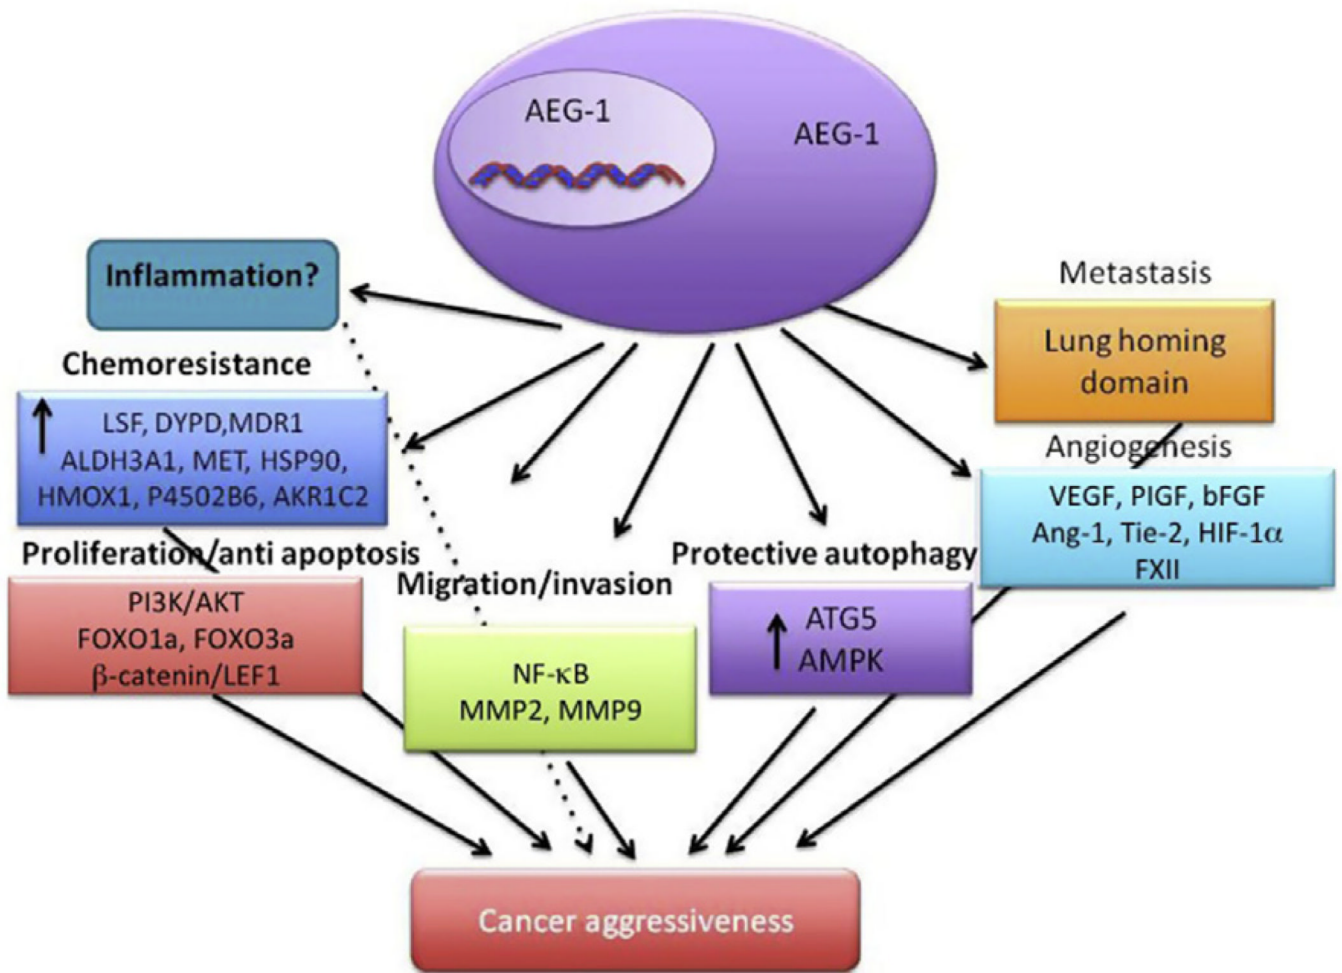 AEG-1
AEG-1
Inflammation?
Metastasis
Lung homing
domain
Chemoresistance
LSF, DYPD,MDR1
ALDH3A1, MET, HSP90,
HMOX1, P4502B6, AKR1C2
Angiogenesis
VEGF, PIGF, bFGF
Ang-1, Tie-2, HIF-1α
FXII
Proliferation/anti apoptosis
PI3K/AKT
FOXO1a, FOXO3a
β-catenin/LEF1
Migration/invasion
NF-κB
MMP2, MMP9
Protective autophagy
ATG5
AMPK
Cancer aggressiveness